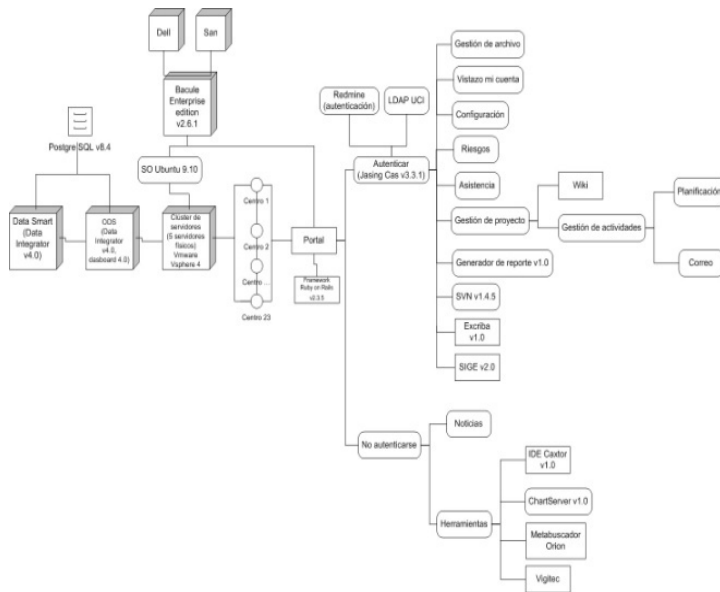 Dell
San
Bacule
Enterprise
edition
v2.6.1
Postgre SQL v8.4
SO Ubuntu 9.10
Data Smart
(Data
Integrator
v4.0)
ODS
(Data
Integrator
v4.0,
dasboard 4.0)
Clúster de
servidores
(5 servidores
físicos)
Vmware
Vsphere 4
Centro 1
Centro 2
Centro ...
Centro 23
Portal
Framework
Ruby on Rails
v2.3.5
Redmine
(autenticación)
LDAP UCI
Autenticar
(Jasing Cas v3.3.1)
Gestión de archivo
Vistazo mi cuenta
Configuración
Riesgos
Asistencia
Gestión de proyecto
Generador de reporte v1.0
SVN v1.4.5
Excriba
v1.0
SIGE v2.0
Wiki
Gestión de actividades
Planificación
Correo
No autenticarse
Noticias
Herramientas
IDE Caxtor
v1.0
ChartServer v1.0
Metabuscador
Orion
Vigitec